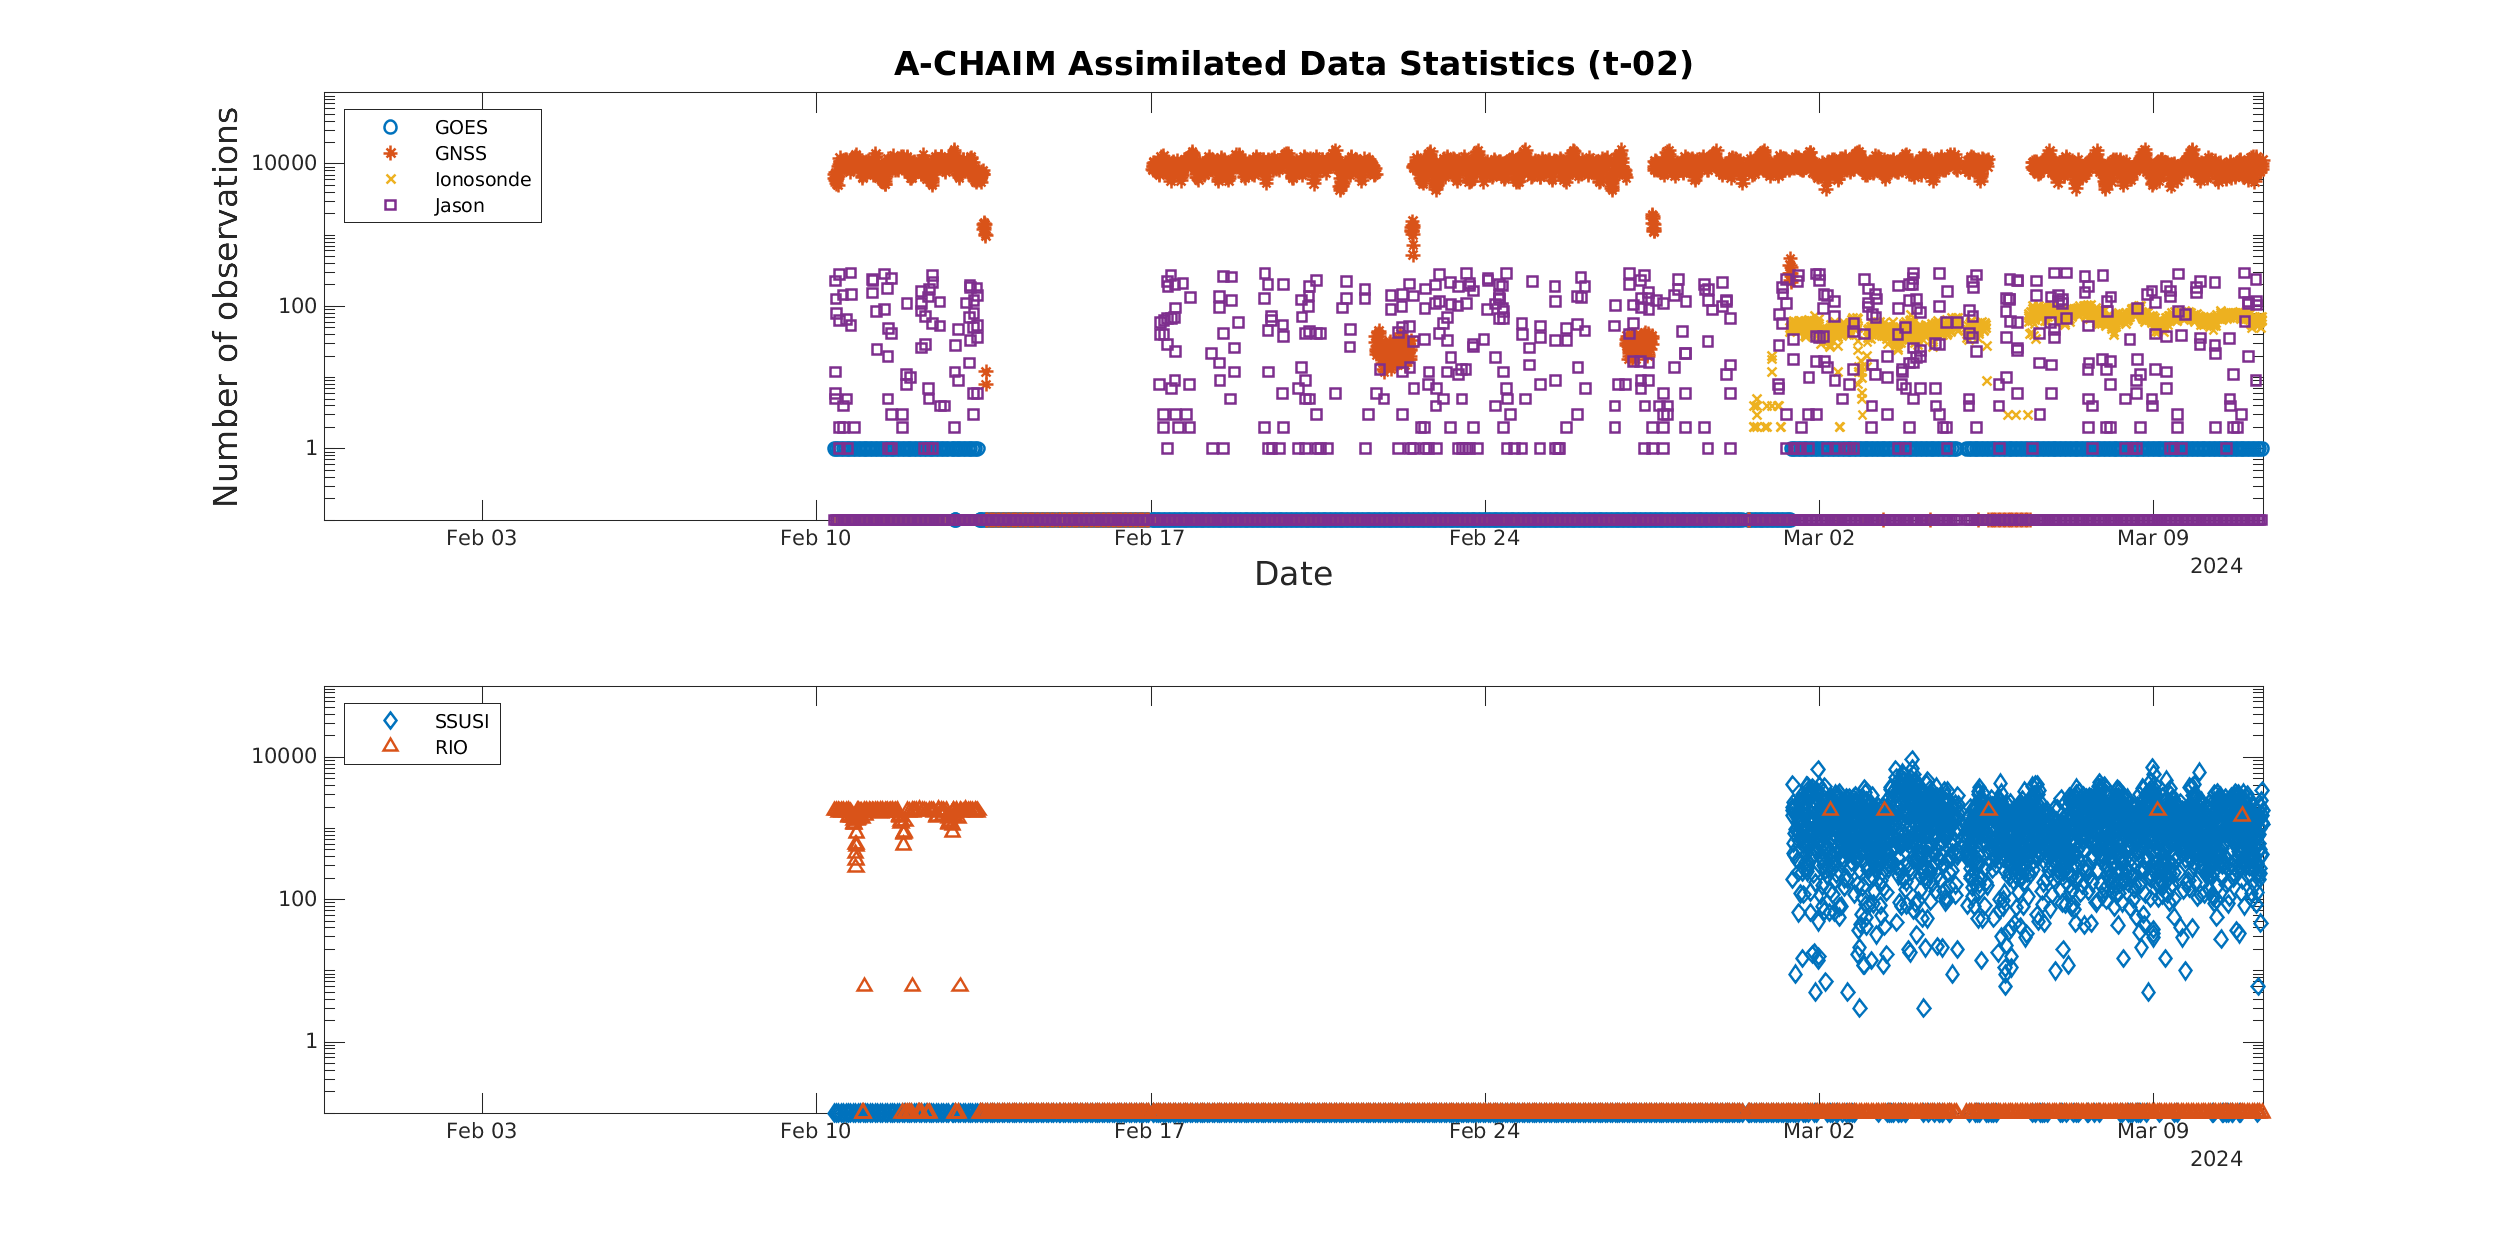 A-CHAIM Assimilated Data Statistics (t-02)
Number of observations
10000
100
1
GOES
GNSS
Ionosonde
Jason
Feb 03 Feb 10 Feb 17 Feb 24 Mar 02 Mar 09
2024
Date
10000
100
1
SSUSI
RIO
Feb 03 Feb 10 Feb 17 Feb 24 Mar 02 Mar 09
2024